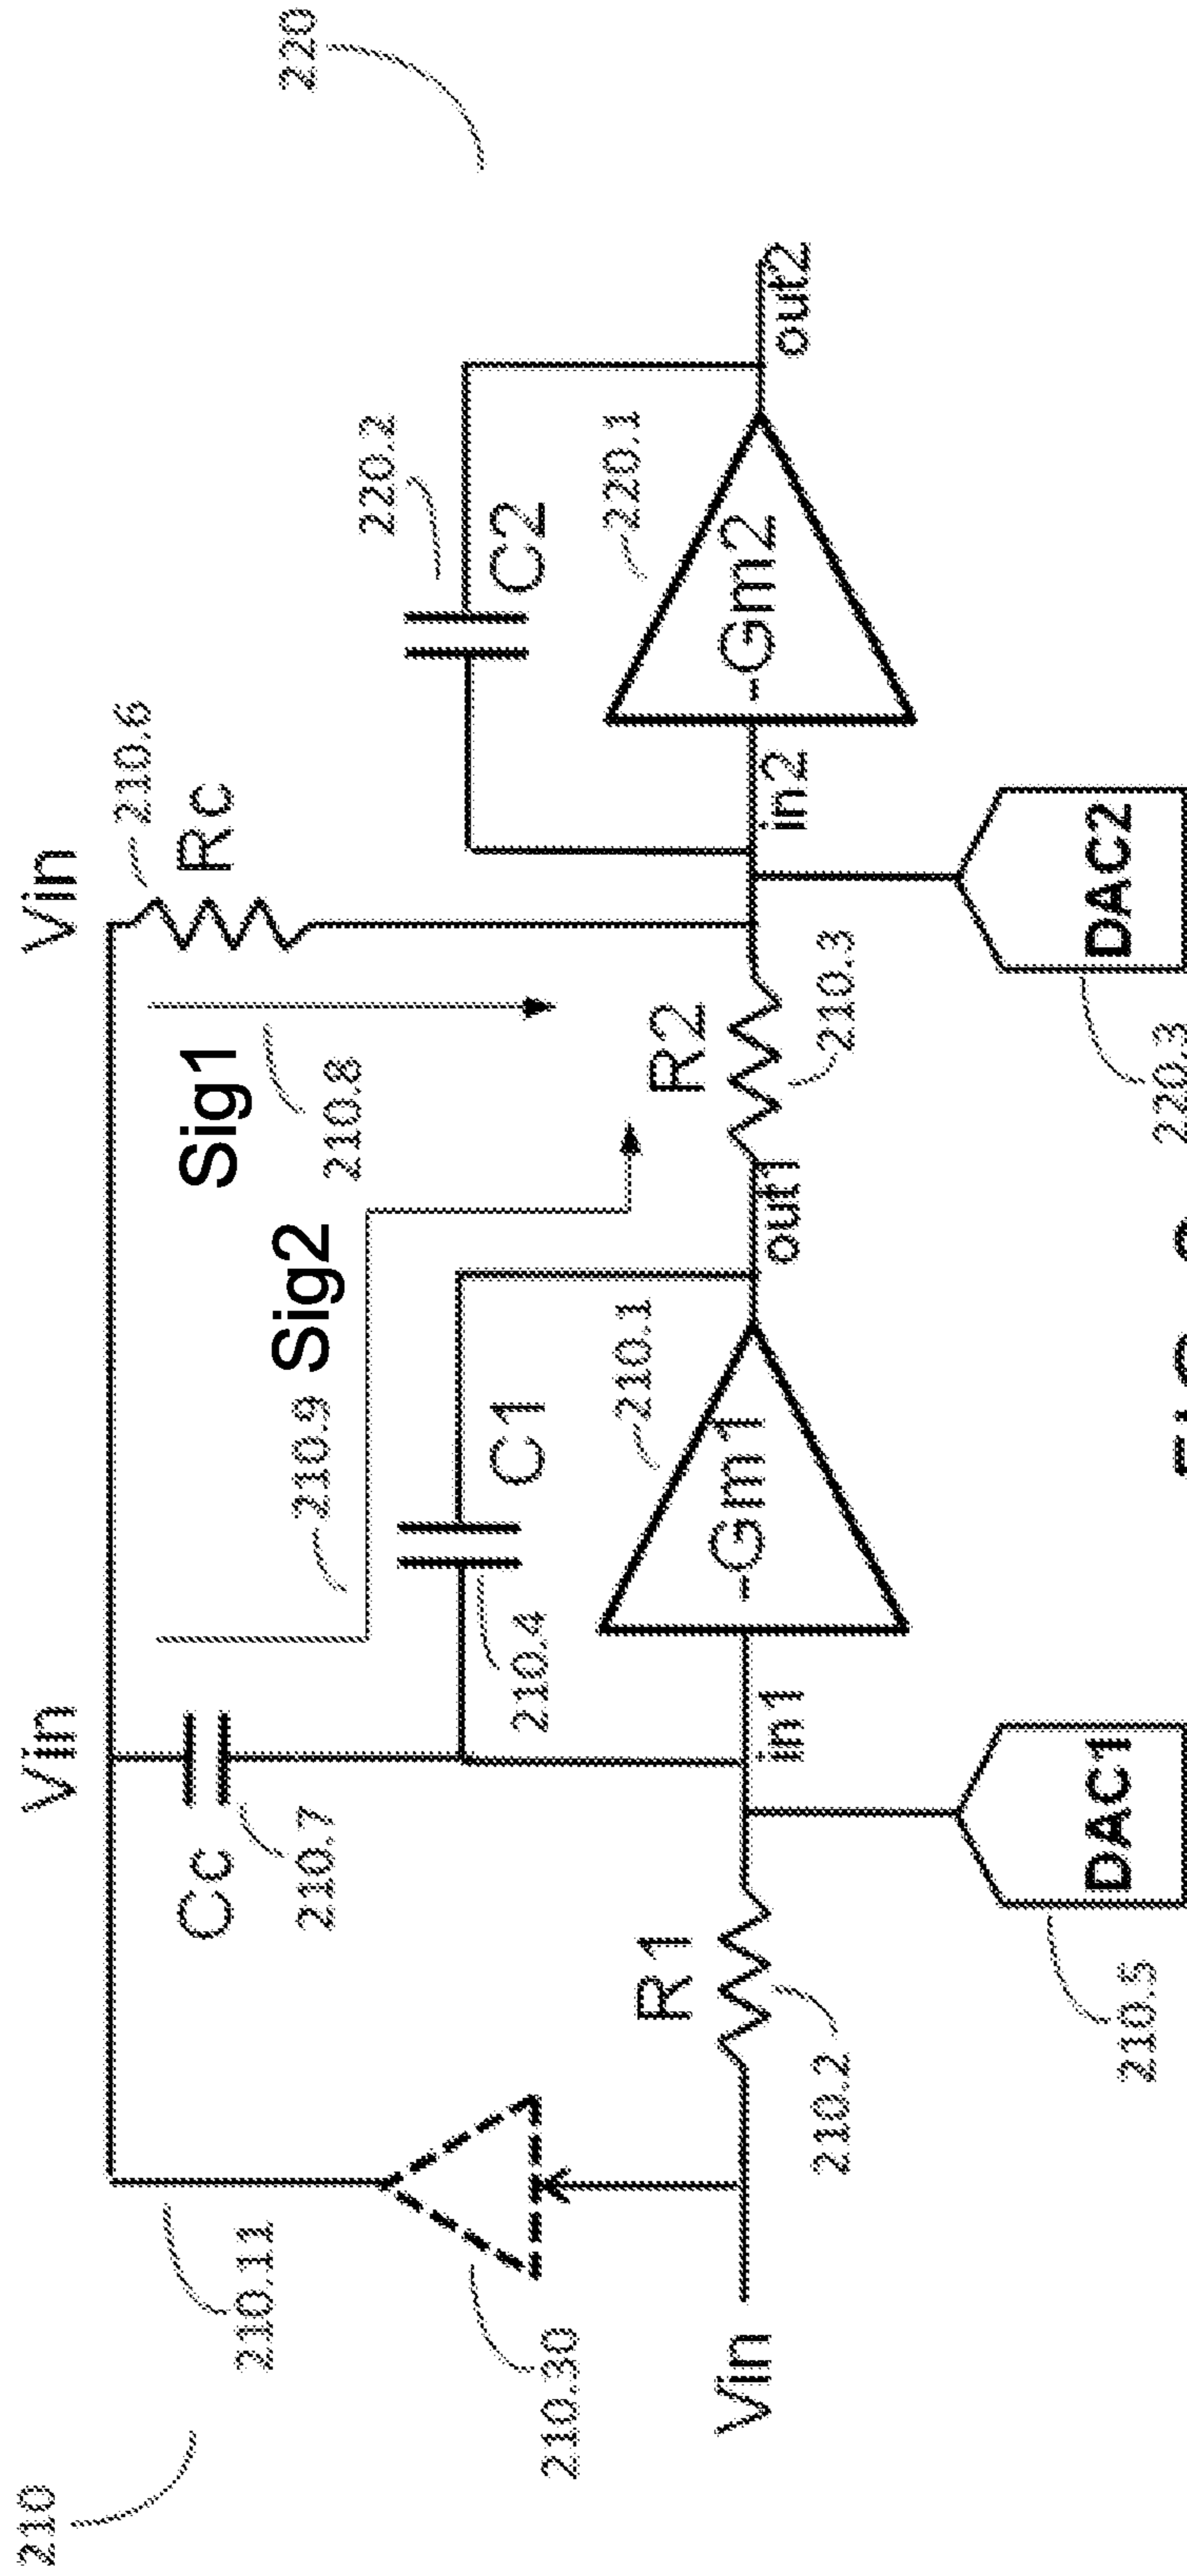 210
210.11
Vin
Vin
Cc
210.7
210.9
Sig2
Sig1
210.8
210.6
Rc
220
210.30
Vin
R1
210.2
in1
210.4
C1
-Gm1
210.1
out1
R2
210.3
in2
220.2
C2
-Gm2
220.1
out2
210.5
DAC1
220.3
DAC2